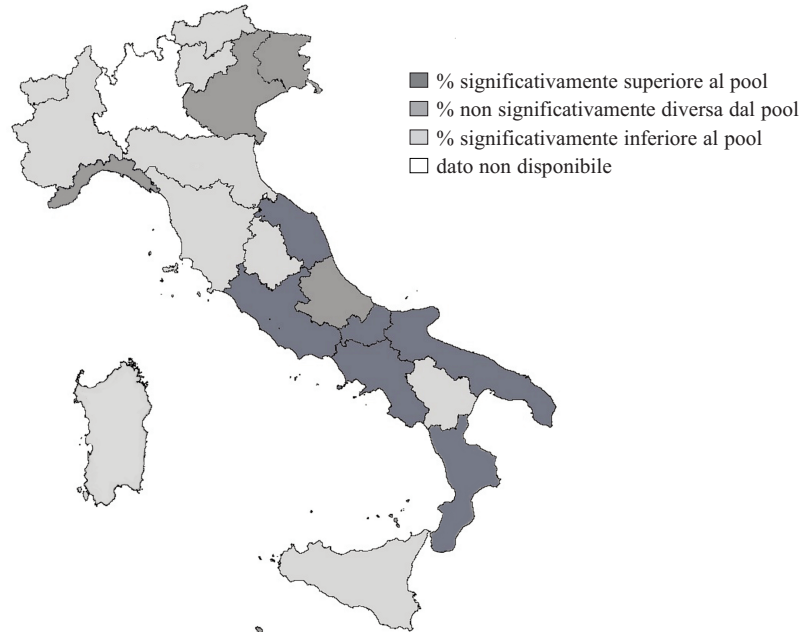 % significativamente superiore al pool
% non significativamente diversa dal pool
% significativamente inferiore al pool
dato non disponibile